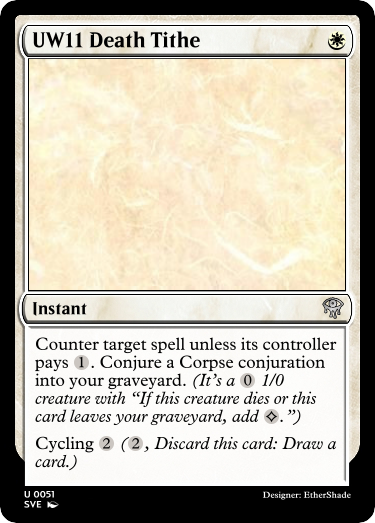 UW11 Death Tithe
Instant
Counter target spell unless its controller
pays 1. Conjure a Corpse conjuration
into your graveyard. (It's a 0 1/0
creature with “If this creature dies or this
card leaves your graveyard, add C.”)
Cycling 2 (2, Discard this card: Draw a
card.)
U 0051
SVE
Designer: EtherShade